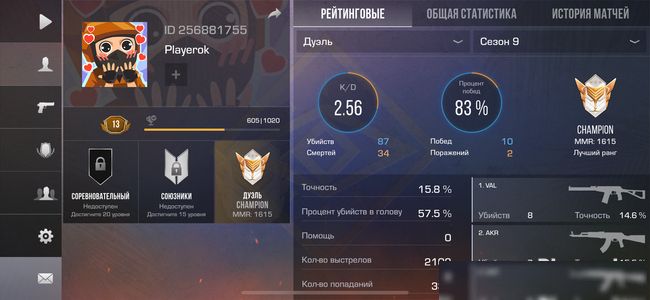 ID 256881755
Playerok
13
605|1020
СОРЕВНОВАТЕЛЬНЫЙ
Недоступен
Достигните 20 уровня
СОЮЗНИКИ
Недоступен
Достигните 15 уровня
ДУЭЛЬ
CHAMPION
MMR: 1615
РЕЙТИНГОВЫЕ
ОБЩАЯ СТАТИСТИКА
ИСТОРИЯ МАТЧЕЙ
Дуэль
Сезон 9
K/D
2.56
Убийств 87
Смертей 34
Процент
побед
83 %
Побед 10
Поражений 2
CHAMPION
MMR: 1615
Лучший ранг
Точность 15.8 %
Процент убийств в голову 57.5 %
Помощь 0
Кол-во выстрелов
Кол-во попаданий
1. VAL
Убийств 8 Точность 14.6 %
2. AKR